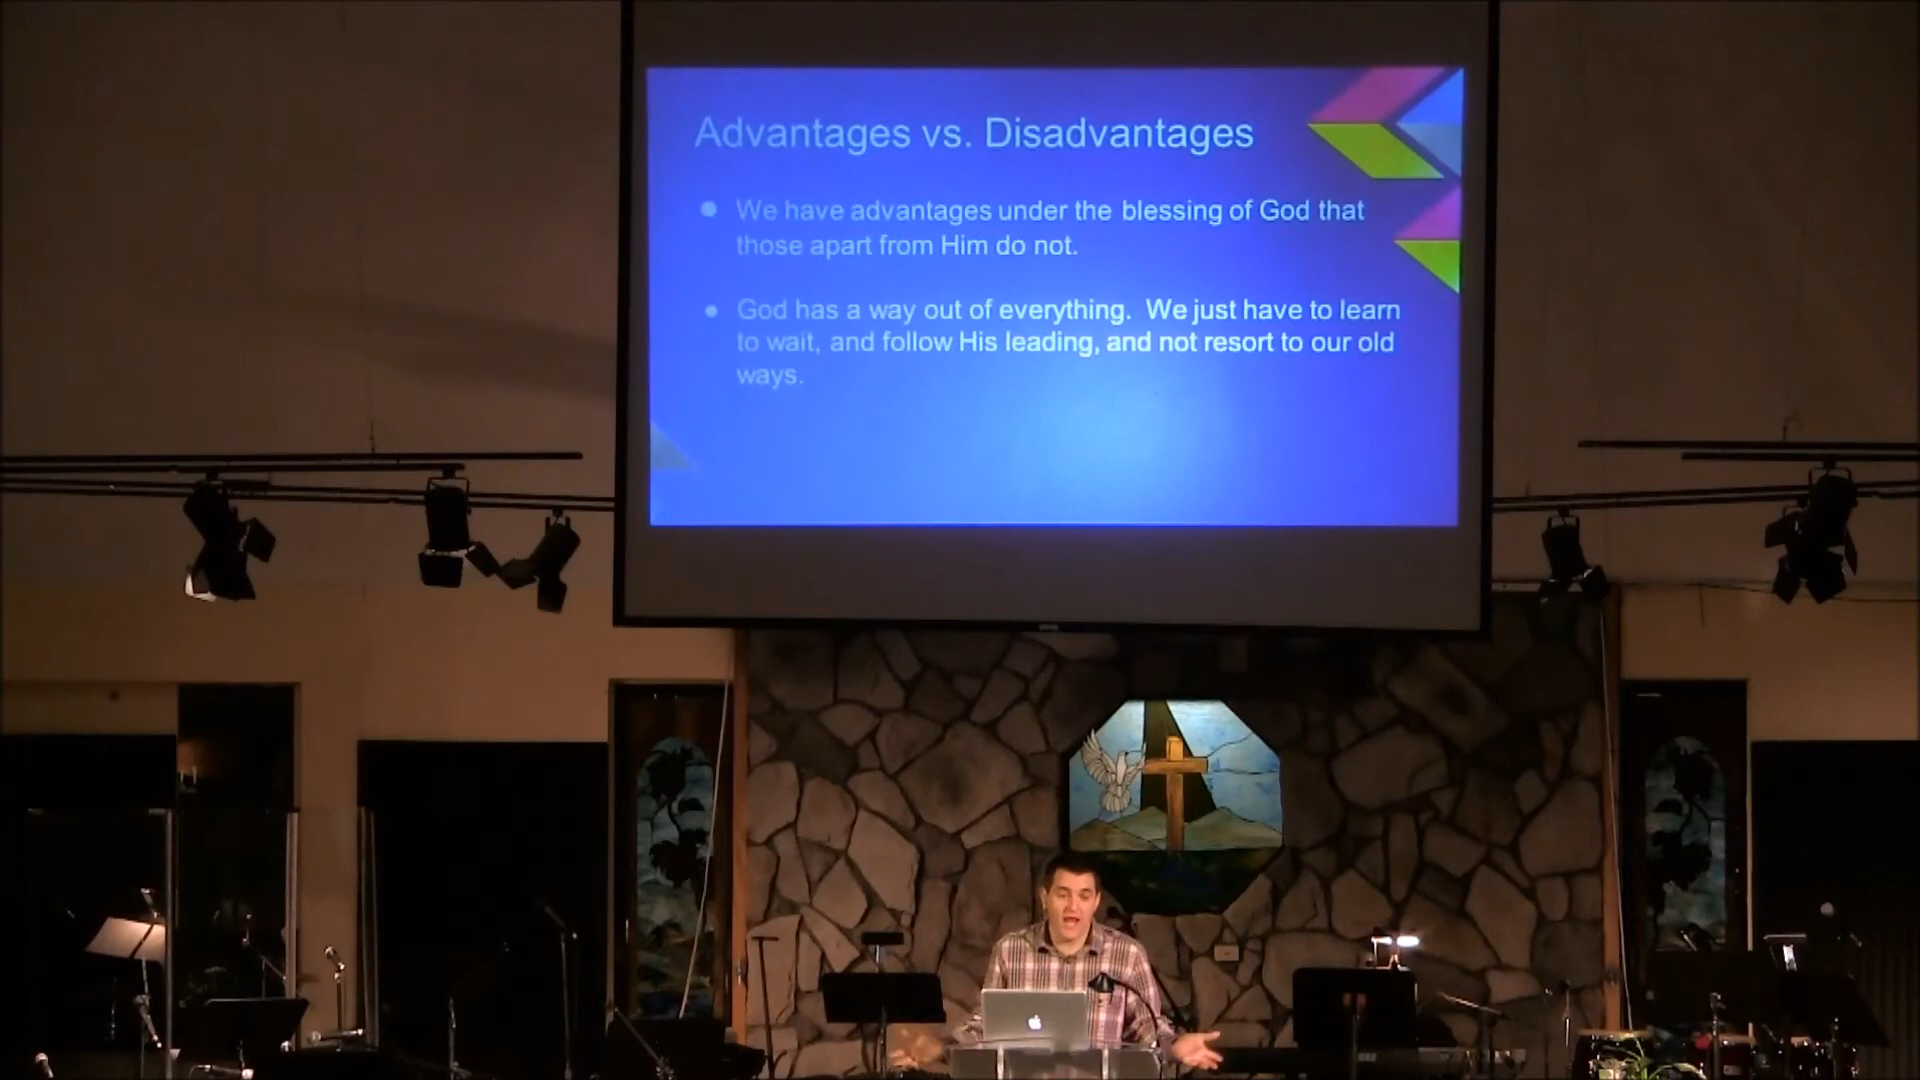 Advantages vs. Disadvantages
We have advantages under the blessing of God that
those apart from Him do not.
God has a way out of everything.  We just have to learn
to wait, and follow His leading, and not resort to our old
ways.